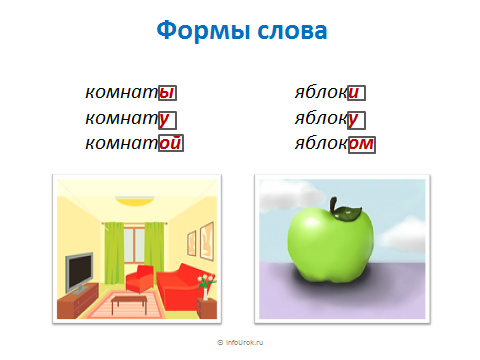 Формы слова
комнаты
комнату
комнатой
яблоки
яблоку
яблоком
© InfoUrok.ru